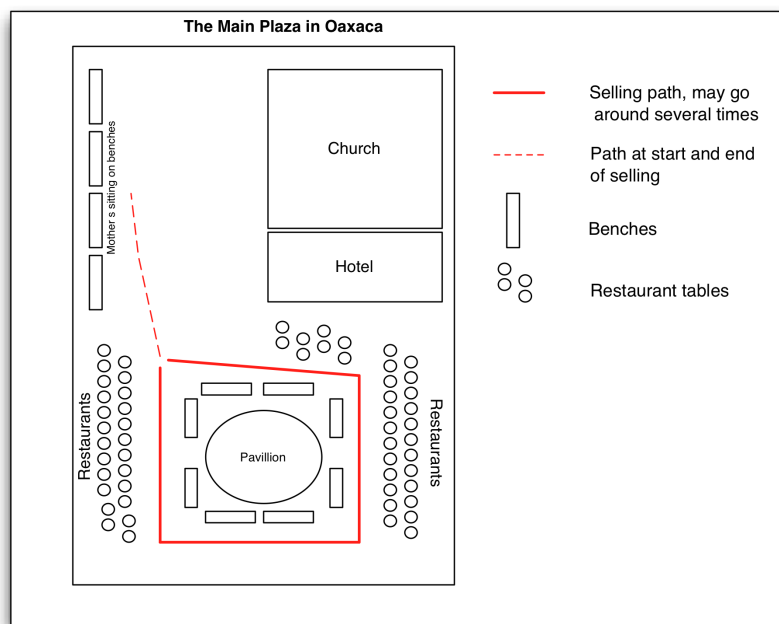 The Main Plaza in Oaxaca
Mother s sitting on benches
Church
Hotel
Restaurants
Pavillion
Restaurants
Selling path, may go
around several times
Path at start and end
of selling
Benches
Restaurant tables